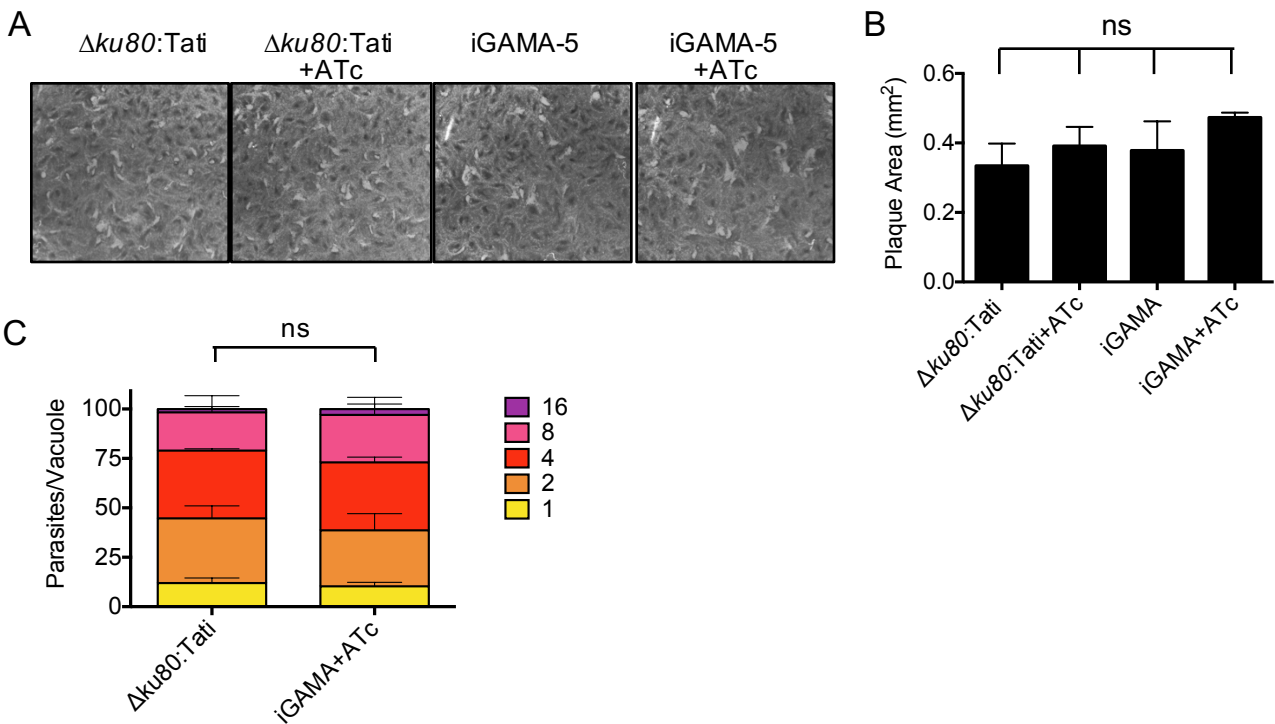 A
Δku80:Tati
Δku80:Tati
+ATc
iGAMA-5
iGAMA-5
+ATc
B
ns
Plaque Area (mm²)
0.6
0.4
0.2
0.0
Δku80:Tati
Δku80:Tati+ATc
iGAMA
iGAMA+ATc
C
ns
Parasites/Vacuole
100
75
50
25
0
Δku80:Tati
iGAMA+ATc
16
8
4
2
1